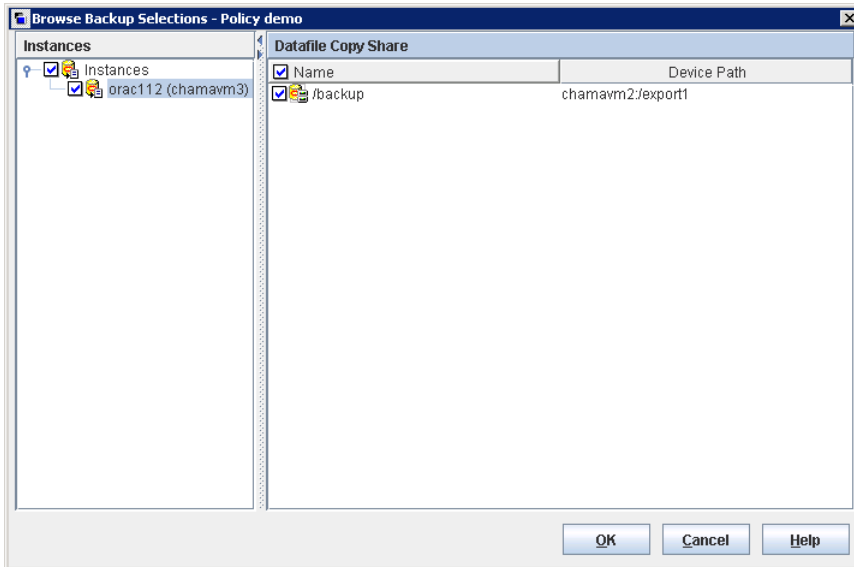 Browse Backup Selections - Policy demo
Instances
Instances
orac112 (chamavm3)
Datafile Copy Share
Name Device Path
/backup chamavm2:/export1
OK Cancel Help